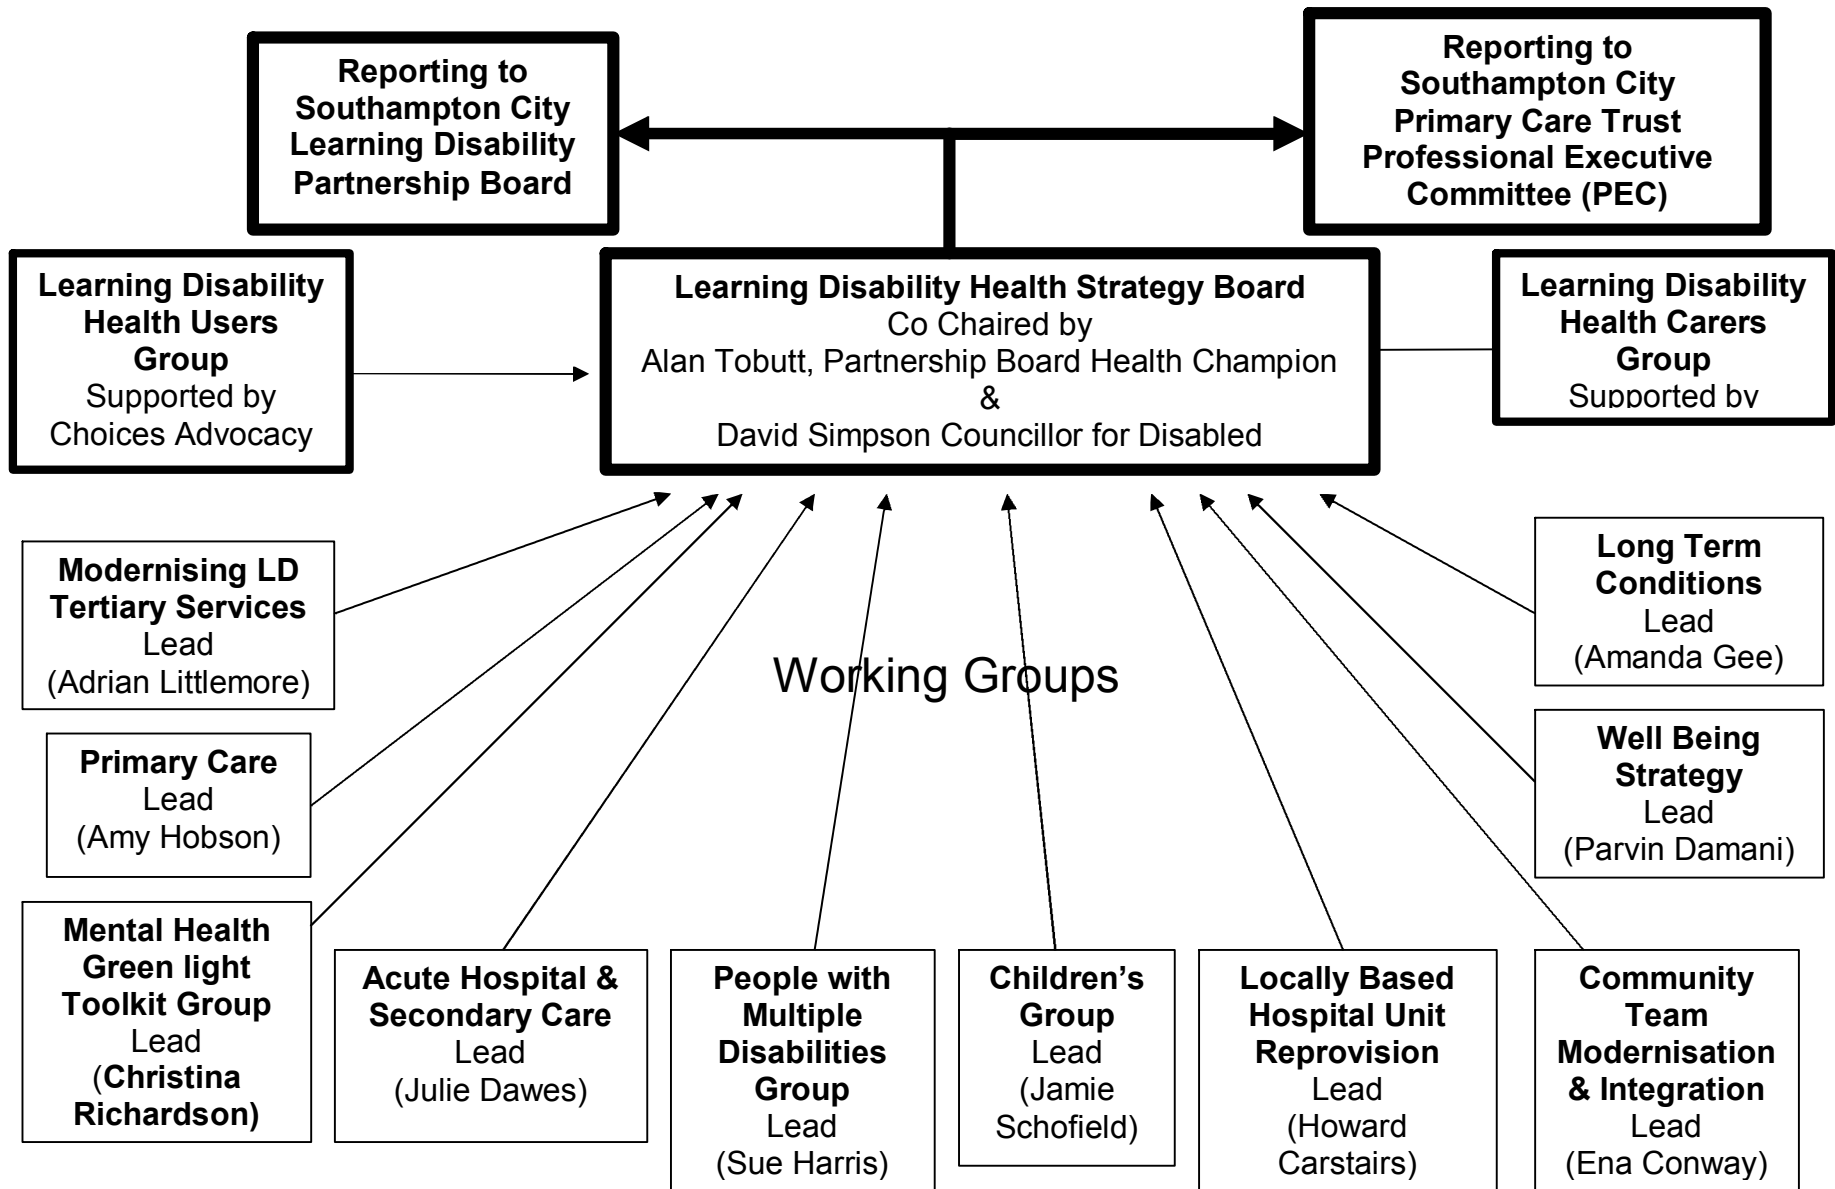 Reporting to
Southampton City
Learning Disability
Partnership Board
Reporting to
Southampton City
Primary Care Trust
Professional Executive
Committee (PEC)
Learning Disability
Health Users
Group
Supported by
Choices Advocacy
Learning Disability Health Strategy Board
Co Chaired by
Alan Tobutt, Partnership Board Health Champion
&
David Simpson Councillor for Disabled
Learning Disability
Health Carers
Group
Supported by
Modernising LD
Tertiary Services
Lead
(Adrian Littlemore)
Long Term
Conditions
Lead
(Amanda Gee)
Working Groups
Primary Care
Lead
(Amy Hobson)
Well Being
Strategy
Lead
(Parvin Damani)
Mental Health
Green light
Toolkit Group
Lead
(Christina
Richardson)
Acute Hospital &
Secondary Care
Lead
(Julie Dawes)
People with
Multiple
Disabilities
Group
Lead
(Sue Harris)
Children’s
Group
Lead
(Jamie
Schofield)
Locally Based
Hospital Unit
Reprovision
Lead
(Howard
Carstairs)
Community
Team
Modernisation
& Integration
Lead
(Ena Conway)